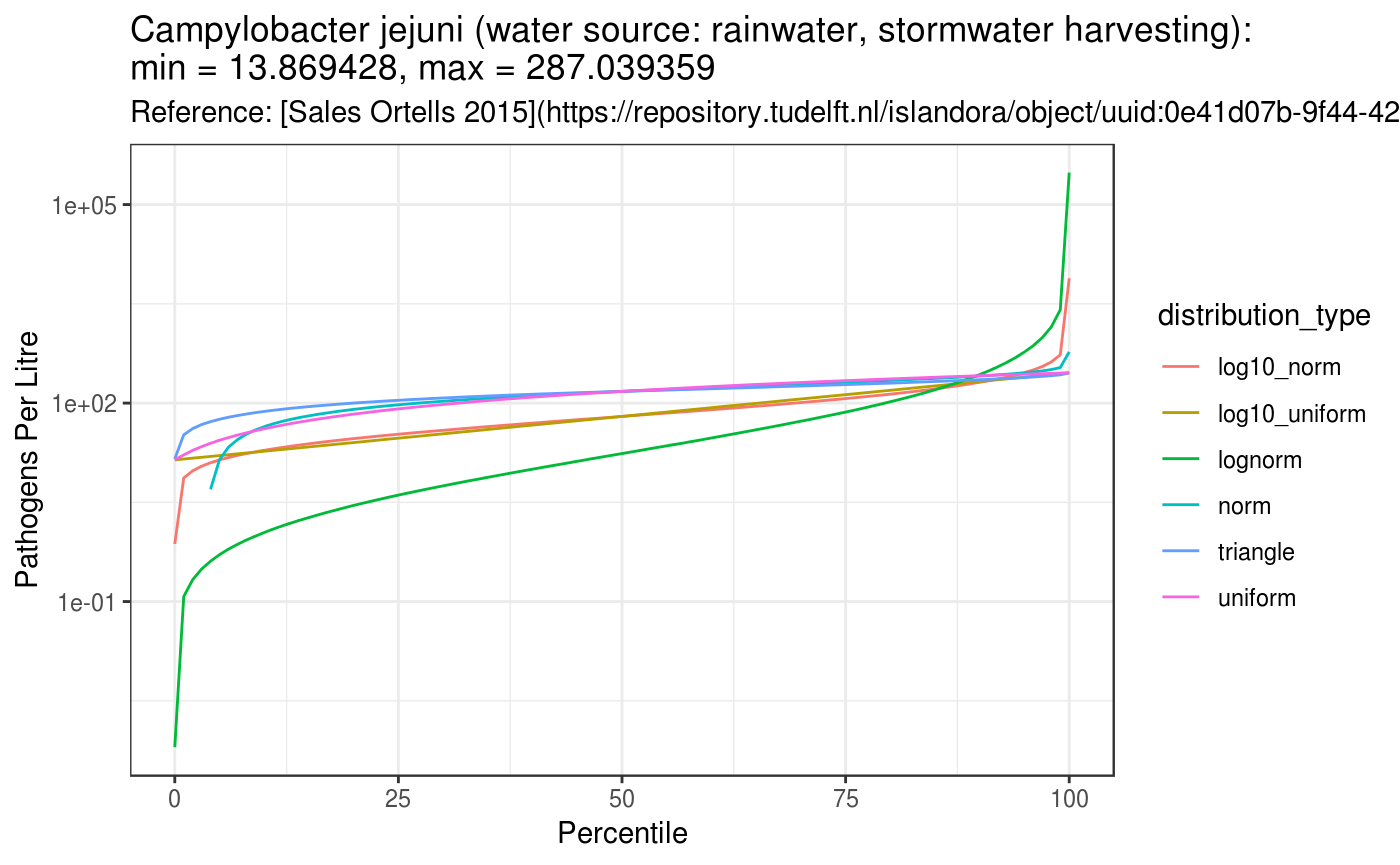 Campylobacter jejuni (water source: rainwater, stormwater harvesting):
min = 13.869428, max = 287.039359
Reference: [Sales Ortells 2015](https://repository.tudelft.nl/islandora/object/uuid:0e41d07b-9f44-42
Pathogens Per Litre
1e+05
1e+02
1e-01
0 25 50 75 100
Percentile
distribution_type
log10_norm
log10_uniform
lognorm
norm
triangle
uniform